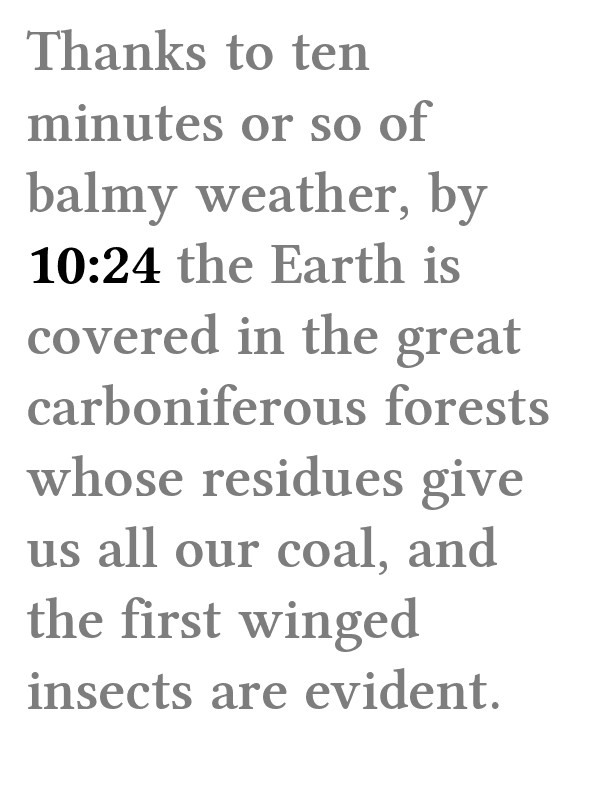 Thanks to ten
minutes or so of
balmy weather, by
10:24 the Earth is
covered in the great
carboniferous forests
whose residues give
us all our coal, and
the first winged
insects are evident.